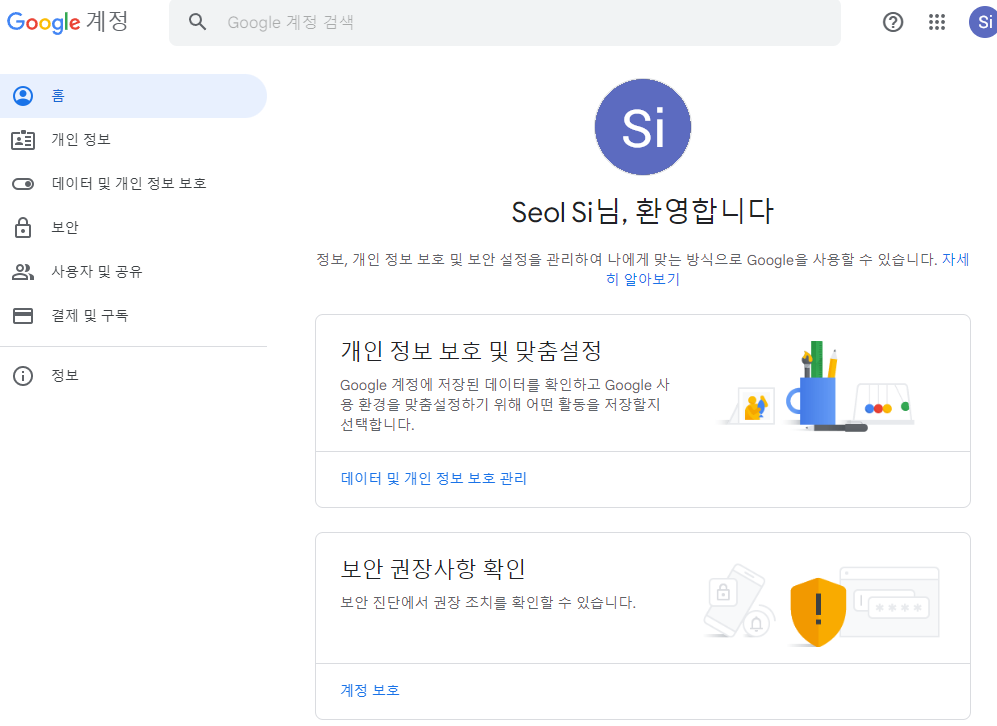 Google 계정
Google 계정 검색
Si
홈
개인 정보
데이터 및 개인 정보 보호
보안
사용자 및 공유
결제 및 구독
정보
Si
Seol Si님, 환영합니다
정보, 개인 정보 보호 및 보안 설정을 관리하여 나에게 맞는 방식으로 Google을 사용할 수 있습니다. 자세
히 알아보기
개인 정보 보호 및 맞춤설정
Google 계정에 저장된 데이터를 확인하고 Google 사
용 환경을 맞춤설정하기 위해 어떤 활동을 저장할지
선택합니다.
데이터 및 개인 정보 보호 관리
보안 권장사항 확인
보안 진단에서 권장 조치를 확인할 수 있습니다.
계정 보호